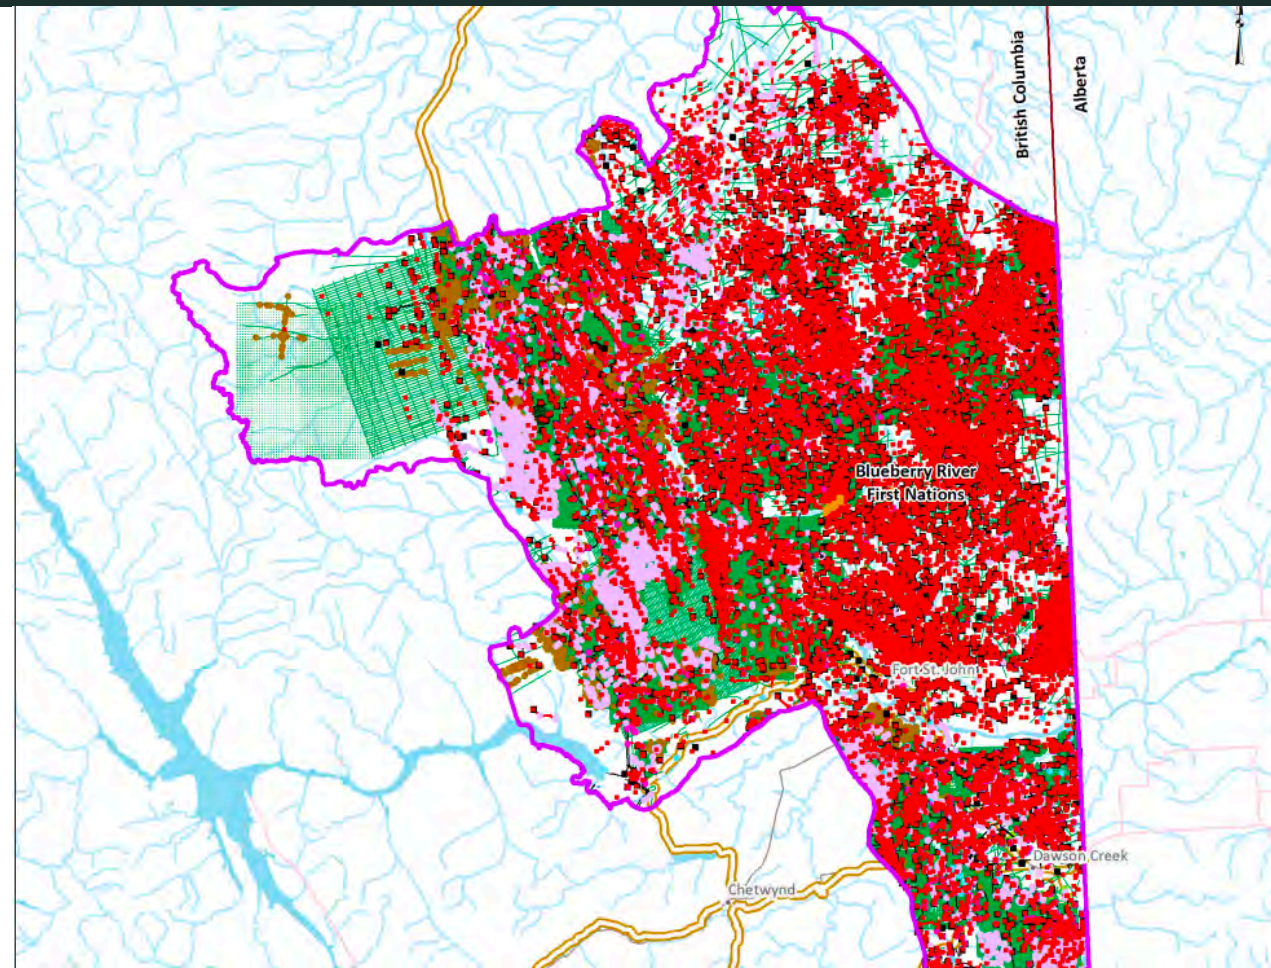 British Columbia
Alberta
Blueberry River
First Nations
Fort St. John
Dawson Creek
Chetwynd